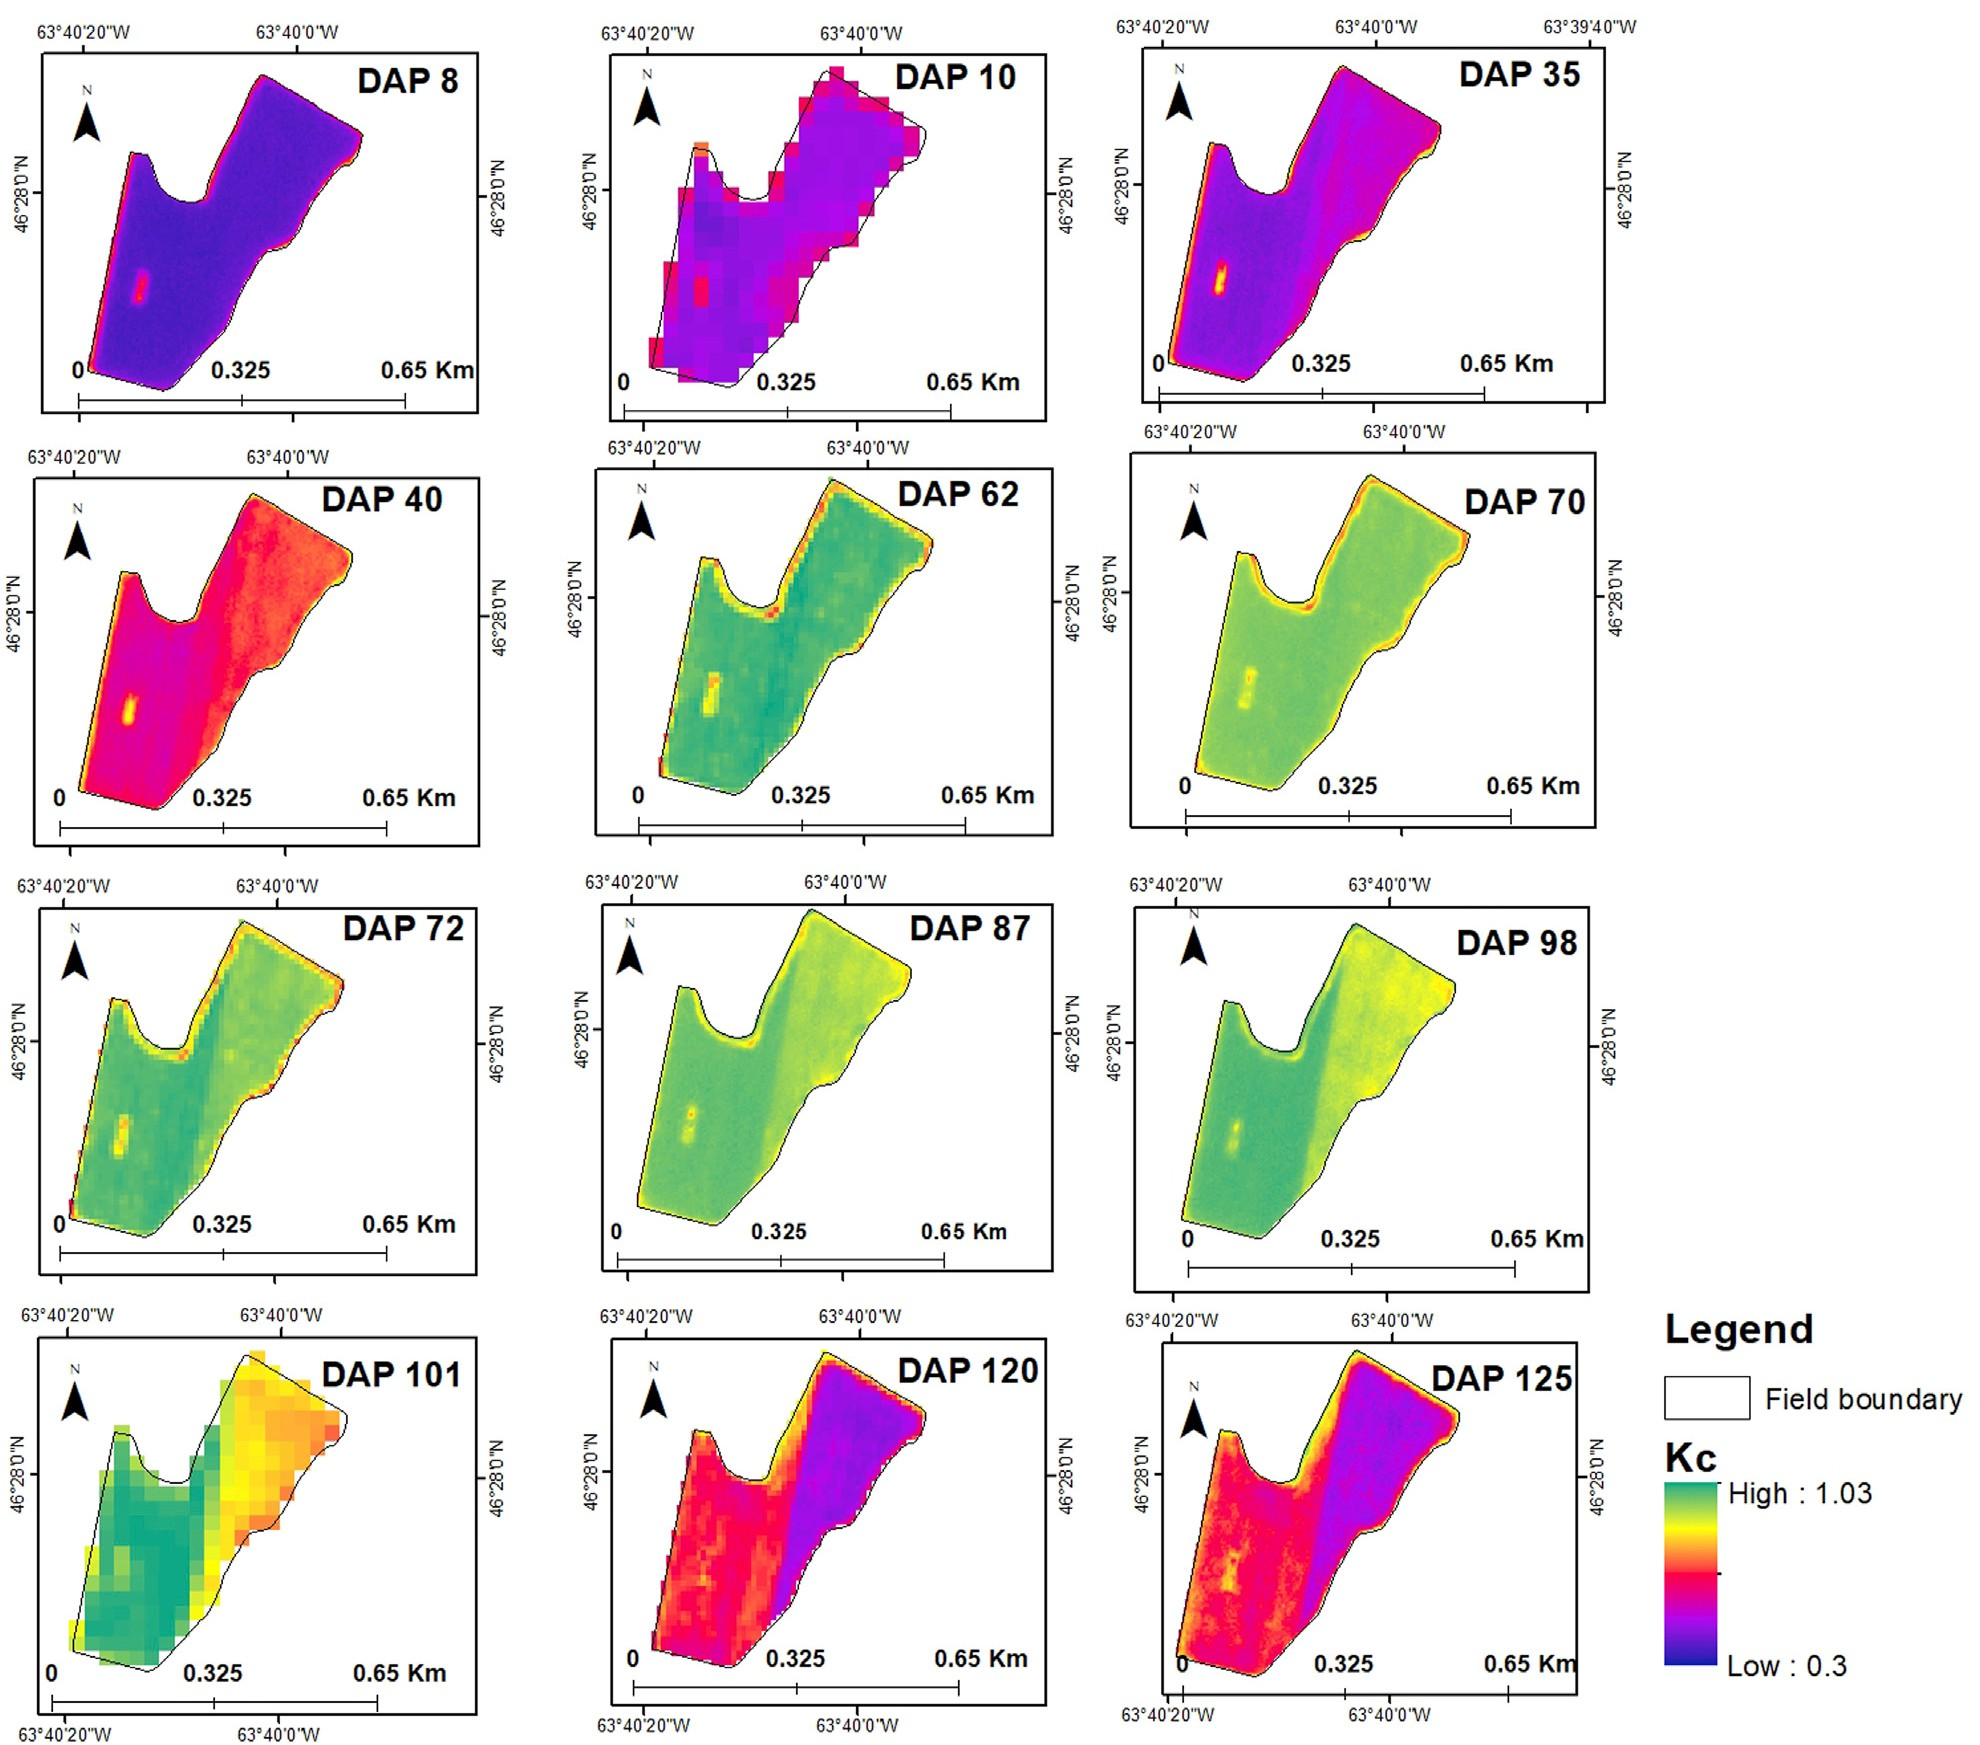 63°40'20"W 63°40'0"W
DAP 8
N
46°28'0"N
46°28'0"N
0 0.325 0.65 Km
63°40'20"W 63°40'0"W
DAP 10
N
46°28'0"N
46°28'0"N
0 0.325 0.65 Km
63°40'20"W 63°40'0"W 63°39'40"W
DAP 35
N
46°28'0"N
46°28'0"N
0 0.325 0.65 Km
63°40'20"W 63°40'0"W
DAP 40
N
46°28'0"N
46°28'0"N
0 0.325 0.65 Km
63°40'20"W 63°40'0"W
DAP 62
N
46°28'0"N
46°28'0"N
0 0.325 0.65 Km
63°40'20"W 63°40'0"W
DAP 70
N
46°28'0"N
46°28'0"N
0 0.325 0.65 Km
63°40'20"W 63°40'0"W
DAP 72
N
46°28'0"N
46°28'0"N
0 0.325 0.65 Km
63°40'20"W 63°40'0"W
DAP 87
N
46°28'0"N
46°28'0"N
0 0.325 0.65 Km
63°40'20"W 63°40'0"W
DAP 98
N
46°28'0"N
46°28'0"N
0 0.325 0.65 Km
63°40'20"W 63°40'0"W
DAP 101
N
46°28'0"N
46°28'0"N
0 0.325 0.65 Km
63°40'20"W 63°40'0"W
63°40'20"W 63°40'0"W
DAP 120
N
46°28'0"N
46°28'0"N
0 0.325 0.65 Km
63°40'20"W 63°40'0"W
63°40'20"W 63°40'0"W
DAP 125
N
46°28'0"N
46°28'0"N
0 0.325 0.65 Km
63°40'20"W 63°40'0"W
Legend
Field boundary
Kc
High : 1.03
Low : 0.3